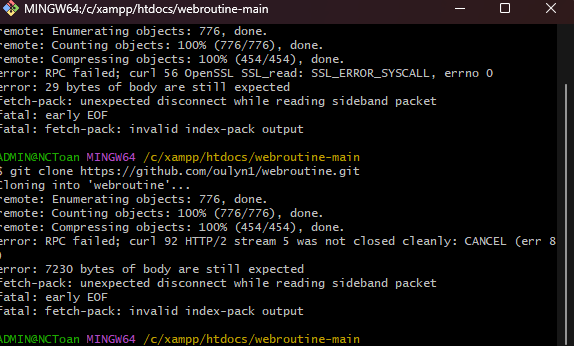 MINGW64:/c/xampp/htdocs/webroutine-main
remote: Enumerating objects: 776, done.
remote: Counting objects: 100% (776/776), done.
remote: Compressing objects: 100% (454/454), done.
error: RPC failed; curl 56 OpenSSL SSL_read: SSL_ERROR_SYSCALL, errno 0
error: 29 bytes of body are still expected
fetch-pack: unexpected disconnect while reading sideband packet
fatal: early EOF
fatal: fetch-pack: invalid index-pack output
ADMIN@NCToan MINGW64 /c/xampp/htdocs/webroutine-main
$ git clone https://github.com/oulyn1/webroutine.git
Cloning into 'webroutine'...
remote: Enumerating objects: 776, done.
remote: Counting objects: 100% (776/776), done.
remote: Compressing objects: 100% (454/454), done.
error: RPC failed; curl 92 HTTP/2 stream 5 was not closed cleanly: CANCEL (err 8
)
error: 7230 bytes of body are still expected
fetch-pack: unexpected disconnect while reading sideband packet
fatal: early EOF
fatal: fetch-pack: invalid index-pack output
ADMIN@NCToan MINGW64 /c/xampp/htdocs/webroutine-main